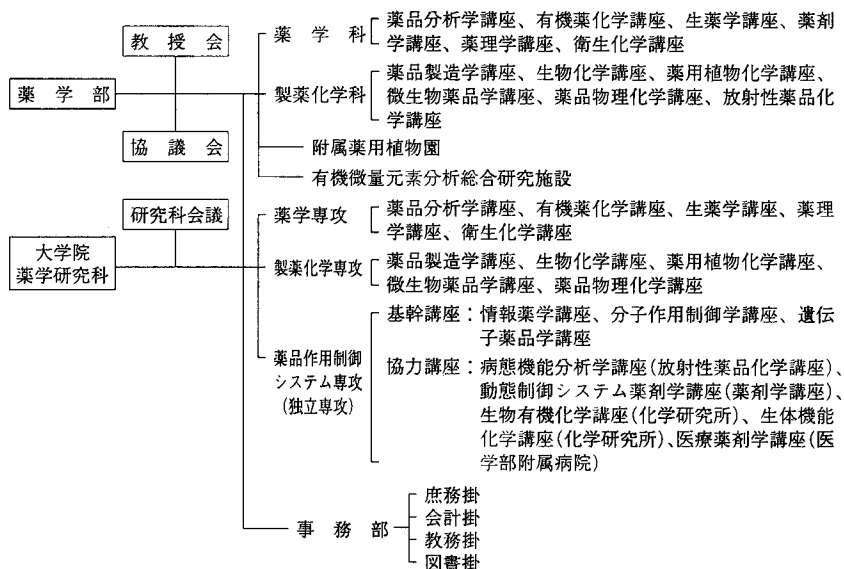 教 授 会
薬 学 部
協 議 会
薬 学 科
薬品分析学講座、有機薬化学講座、生薬学講座、薬剤
学講座、薬理学講座、衛生化学講座
製薬化学科
薬品製造学講座、生物化学講座、薬用植物化学講座、
微生物薬品学講座、薬品物理化学講座、放射性薬品化
学講座
附属薬用植物園
有機微量元素分析総合研究施設
研究科会議
大学院
薬学研究科
薬学専攻
薬品分析学講座、有機薬化学講座、生薬学講座、薬理
学講座、衛生化学講座
製薬化学専攻
薬品製造学講座、生物化学講座、薬用植物化学講座、
微生物薬品学講座、薬品物理化学講座
薬品作用制御
システム専攻
(独立専攻)
基幹講座:情報薬学講座、分子作用制御学講座、遺伝
子薬品学講座
協力講座:病態機能分析学講座(放射性薬品化学講座)、
動態制御システム薬剤学講座(薬剤学講座)、
生物有機化学講座(化学研究所)、生体機能
化学講座(化学研究所)、医療薬剤学講座(医
学部附属病院)
事 務 部
庶務掛
会計掛
教務掛
図書掛